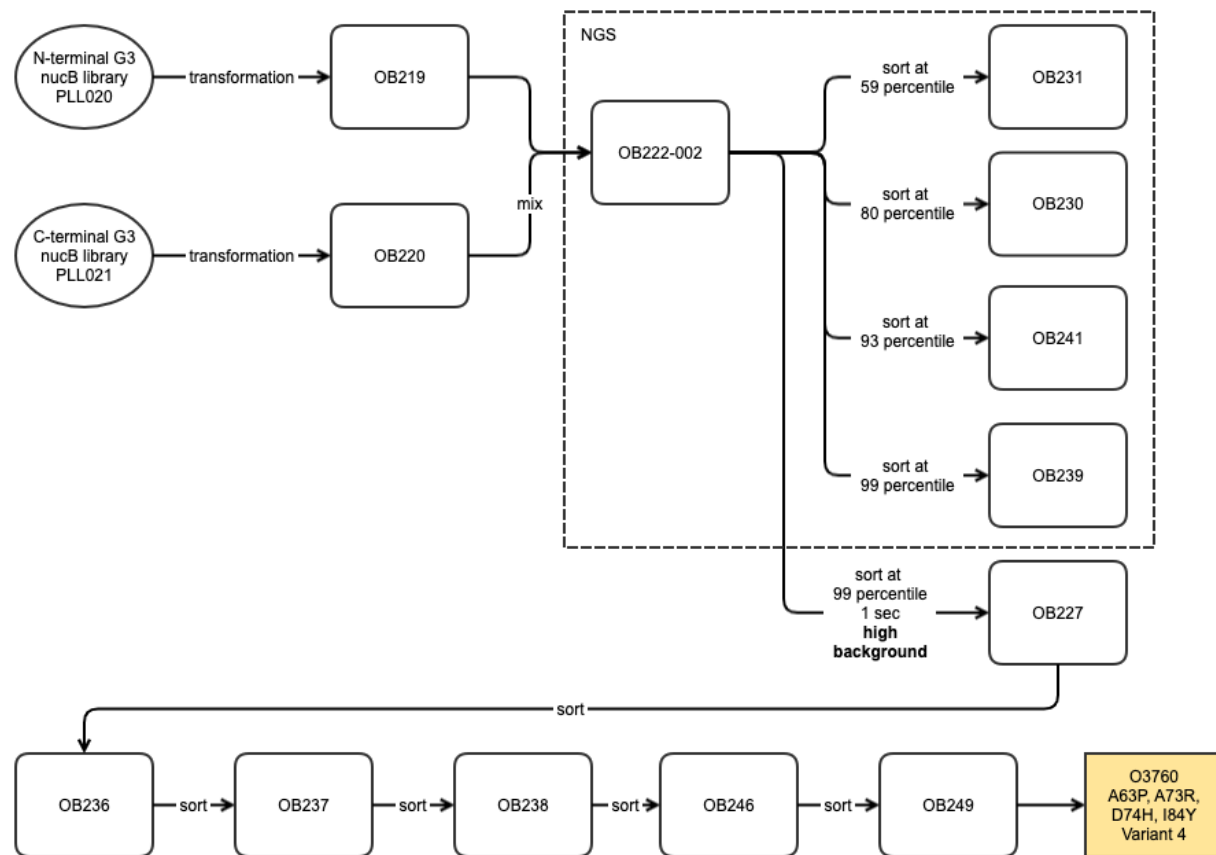 NGS
N-terminal G3
nucB library
PLL020
transformation
OB219
OB222-002
sort at
59 percentile
OB231
sort at
80 percentile
OB230
mix
C-terminal G3
nucB library
PLL021
transformation
OB220
sort at
93 percentile
OB241
sort at
99 percentile
OB239
sort at
99 percentile
1 sec
high
background
OB227
sort
OB236
sort
OB237
sort
OB238
sort
OB246
sort
OB249
O3760
A63P, A73R,
D74H, I84Y
Variant 4